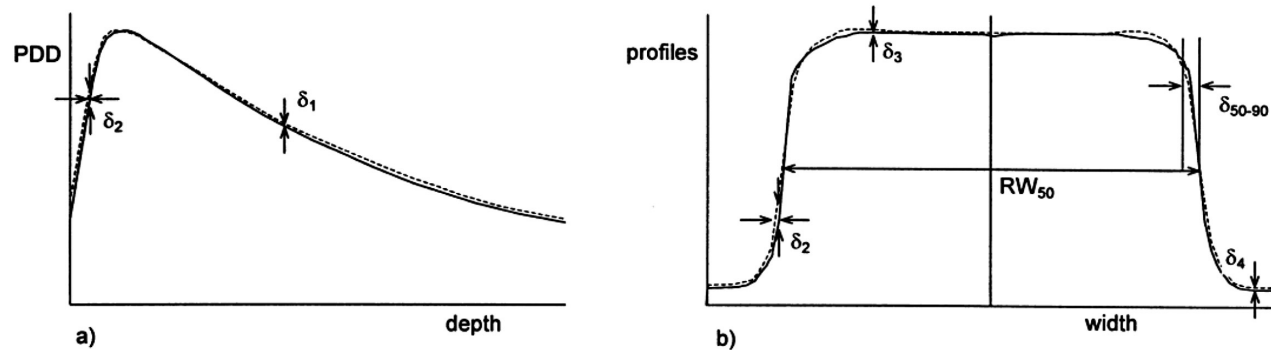 PDD
δ₂
δ₁
depth
a)
profiles
δ₃
δ₅₀₋₉₀
RW₅₀
δ₂
δ₄
width
b)